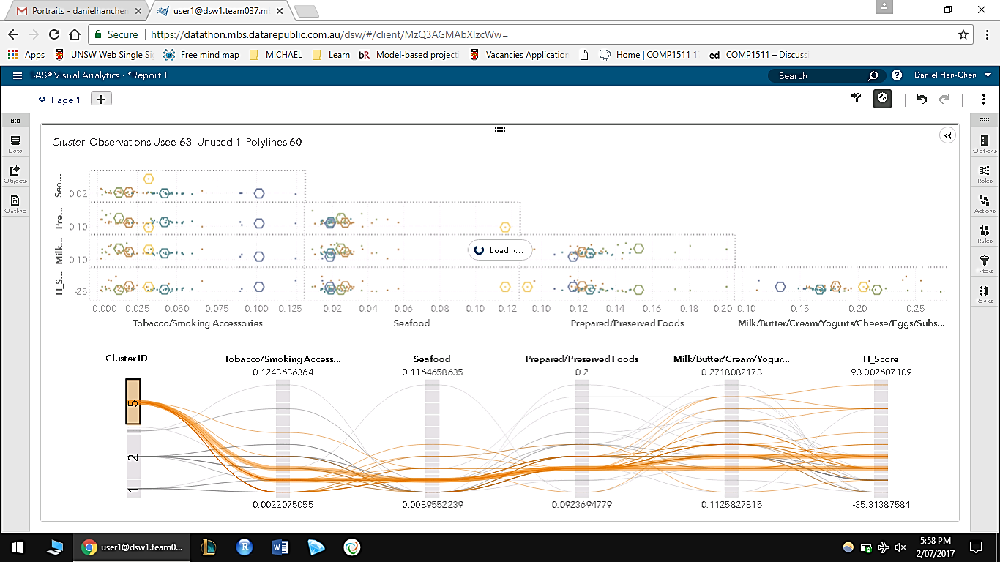 Portraits - danielhanchen
user1@dsw1.team037.m
Secure
https://datathon.mbs.datarepublic.com.au/dsw/#/client/MzQ3AGMAbXIzcWw=
Apps
UNSW Web Single Si
Free mind map
MICHAEL
Learn
bR Model-based project
Vacancies Application
Home | COMP1511 1
ed COMP1511 – Discuss
SAS® Visual Analytics - *Report 1
Search
Daniel Han-Chen
Page 1
Data
Objects
Outline
Options
Roles
Actions
Rules
Filters
Ranks
Cluster Observations Used 63 Unused 1 Polylines 60
Sea...
0.02
Pre...
0.10
Milk...
0.10
Loadin...
H_S...
-25
0.000 0.025 0.050 0.075 0.100 0.125 0.02 0.04 0.06 0.08 0.10 0.12 0.10 0.12 0.14 0.16 0.18 0.20 0.10 0.15 0.20 0.25
Tobacco/Smoking Accessories Seafood Prepared/Preserved Foods Milk/Butter/Cream/Yogurts/Cheese/Eggs/Subs...
Cluster ID Tobacco/Smoking Access... Seafood Prepared/Preserved Foods Milk/Butter/Cream/Yogur... H_Score
0.1243636364 0.1164658635 0.2 0.2718082173 93.002607109
5
2
1
0.0022075055 0.0089552239 0.0923694779 0.1125827815 -35.31387584
user1@dsw1.team0...
5:58 PM
2/07/2017